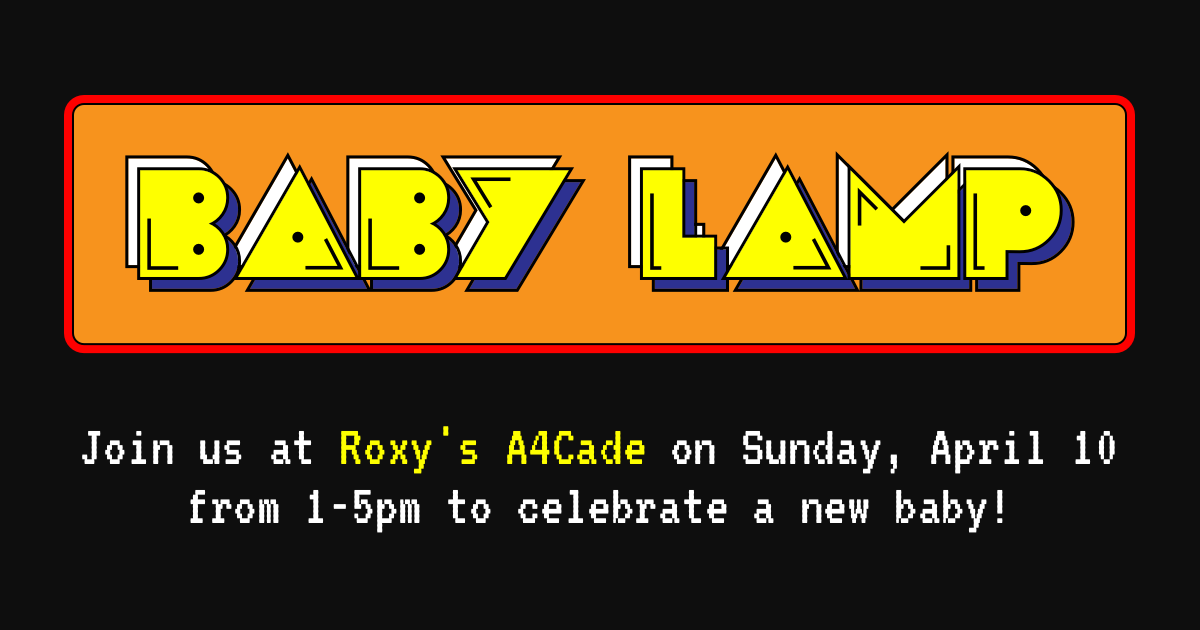 BABY LAMP
Join us at Roxy's A4Cade on Sunday, April 10
from 1-5pm to celebrate a new baby!